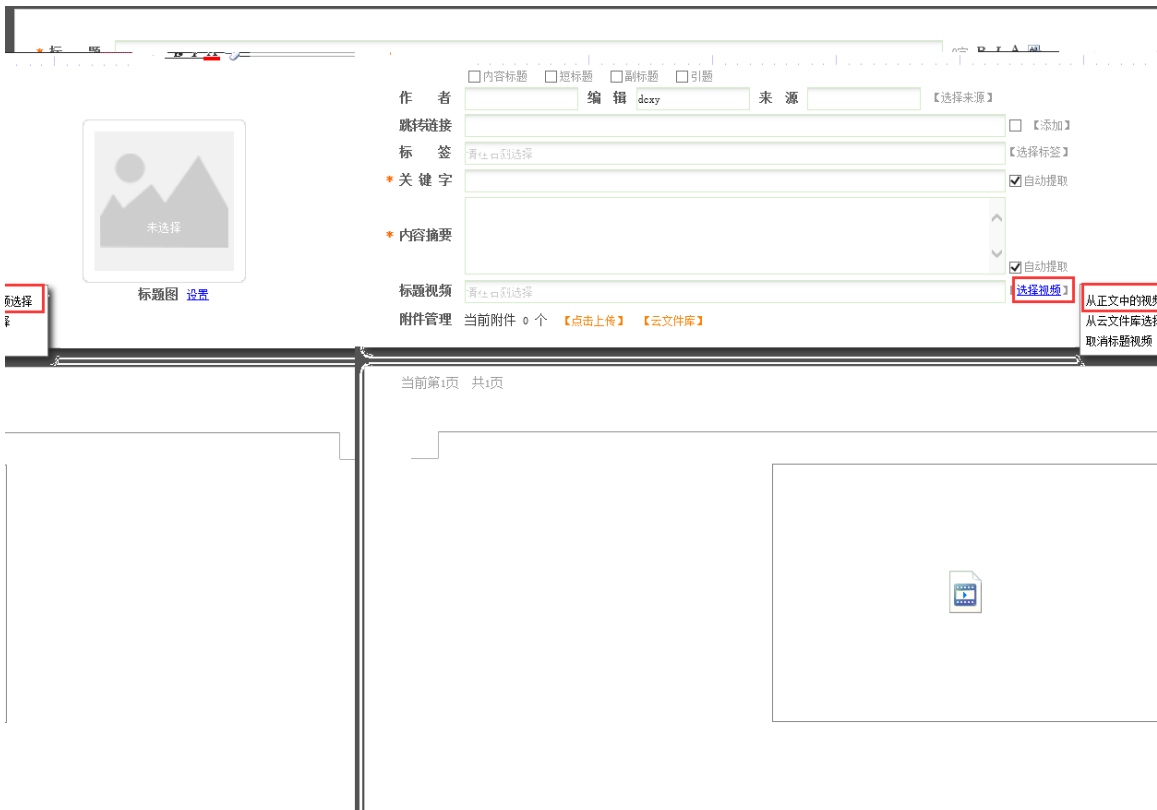 * 标 题
B I A
B I A
内容标题 短标题 副标题 引题
作 者 编 辑 dcxy 来 源 【选择来源】
跳转链接 【添加】
标 签 【选择标签】
* 关 键 字 自动提取
未选择
* 内容摘要
自动提取
标题图 设置
标题视频 【选择视频】
选择
从正文中的视频
附件管理 当前附件 0 个 【点击上传】 【云文件库】
从云文件库选择
取消标题视频
当前第1页 共1页